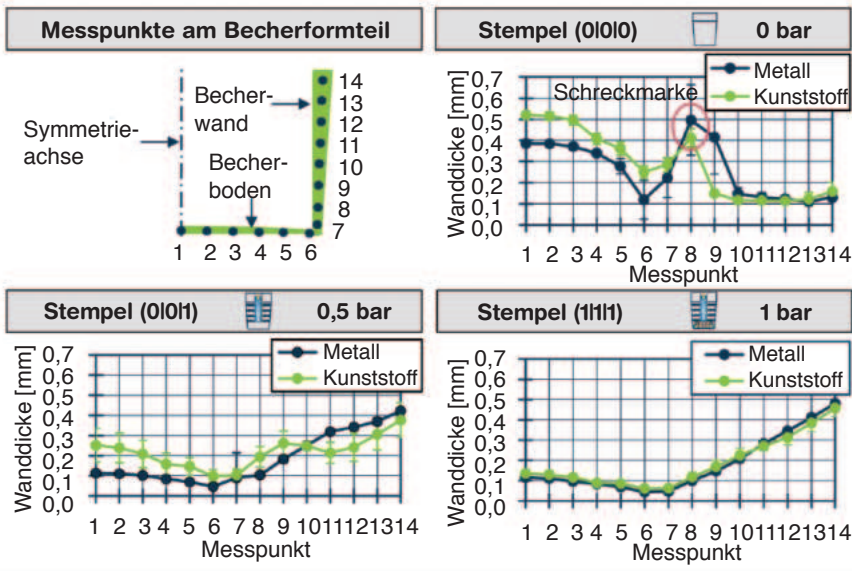 Messpunkte am Becherformteil
Symmetrie-
achse
Becher-
wand
Becher-
boden
14
13
12
11
10
9
8
7
1 2 3 4 5 6
Stempel (0|0|0) 0 bar
Metall
Kunststoff
Schreckmarke
Wanddicke [mm]
0,7
0,6
0,5
0,4
0,3
0,2
0,1
0,0
1 2 3 4 5 6 7 8 9 10 11 12 13 14
Messpunkt
Stempel (0|0|1) 0,5 bar
Metall
Kunststoff
Wanddicke [mm]
0,7
0,6
0,5
0,4
0,3
0,2
0,1
0,0
1 2 3 4 5 6 7 8 9 10 11 12 13 14
Messpunkt
Stempel (1|1|1) 1 bar
Metall
Kunststoff
Wanddicke [mm]
0,7
0,6
0,5
0,4
0,3
0,2
0,1
0,0
1 2 3 4 5 6 7 8 9 10 11 12 13 14
Messpunkt